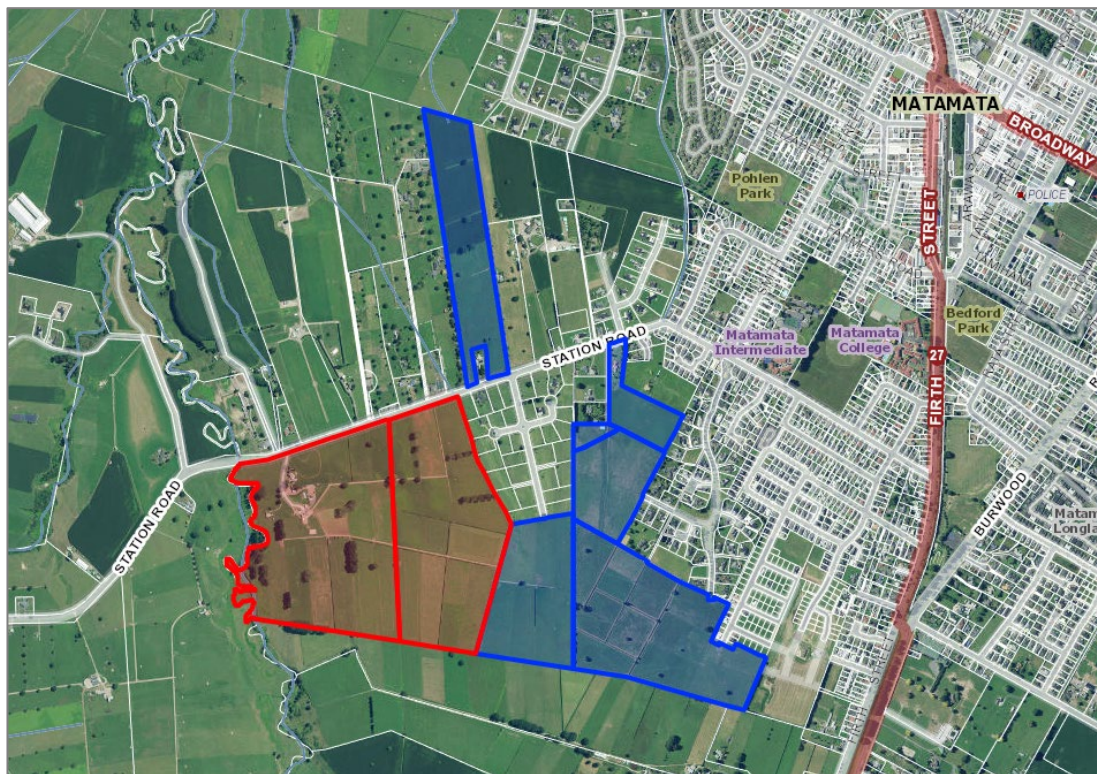 MATAMATA
BROADWAY
Pohlen
Park
POLICE
STREET
STATION ROAD
Matamata
Intermediate
Matamata
College
Bedford
Park
27
FIRTH
STATION ROAD
BURWOOD